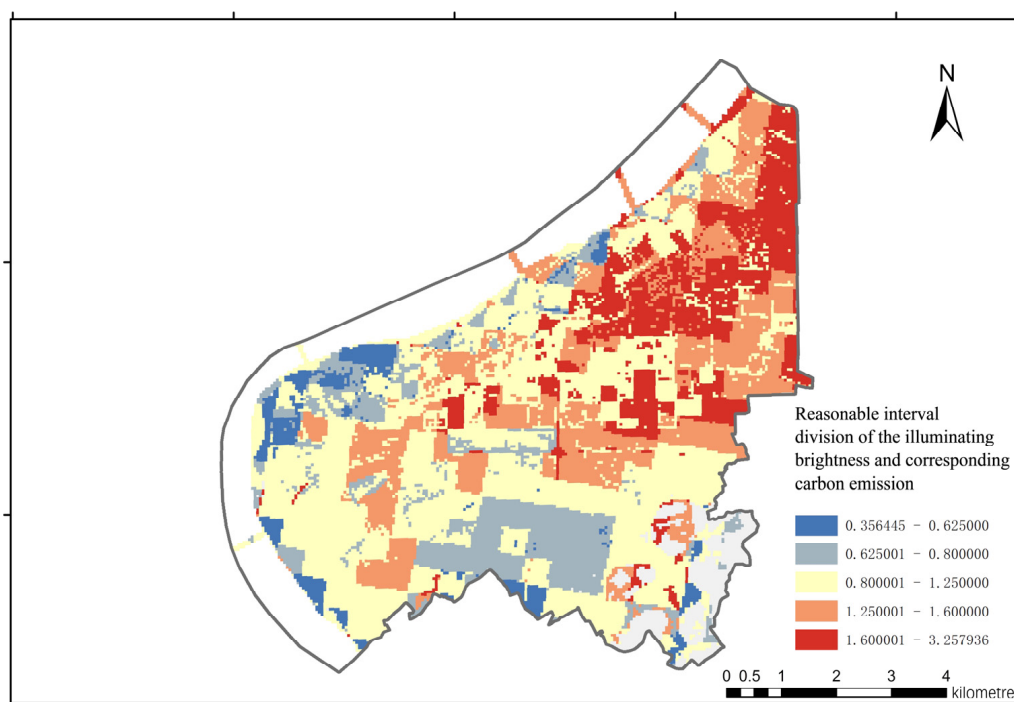 N
Reasonable interval
division of the illuminating
brightness and corresponding
carbon emission
0.356445 - 0.625000
0.625001 - 0.800000
0.800001 - 1.250000
1.250001 - 1.600000
1.600001 - 3.257936
0 0.5 1 2 3 4
kilometre